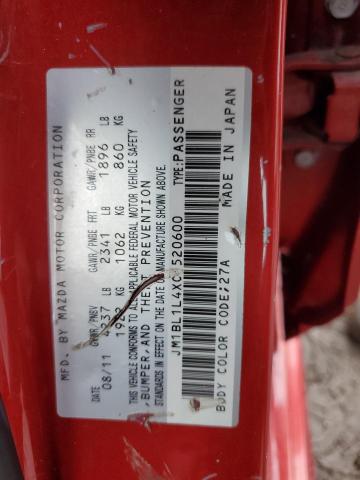 MFD. BY MAZDA MOTOR CORPORATION
DATE GVWR/PNBV GAWR/PNBE FRT GAWR/PNBE RR
08/11 LB 2341 LB 1896 LB
1062 KG 860 KG
THIS VEHICLE CONFORMS TO ALL APPLICABLE FEDERAL MOTOR VEHICLE SAFETY
,BUMPER,AND THEFT PREVENTION
STANDARDS IN EFFECT ON THE DATE OF MANUFACTURE SHOWN ABOVE.
TYPE:PASSENGER
BODY COLOR CODE:27A MADE IN JAPAN